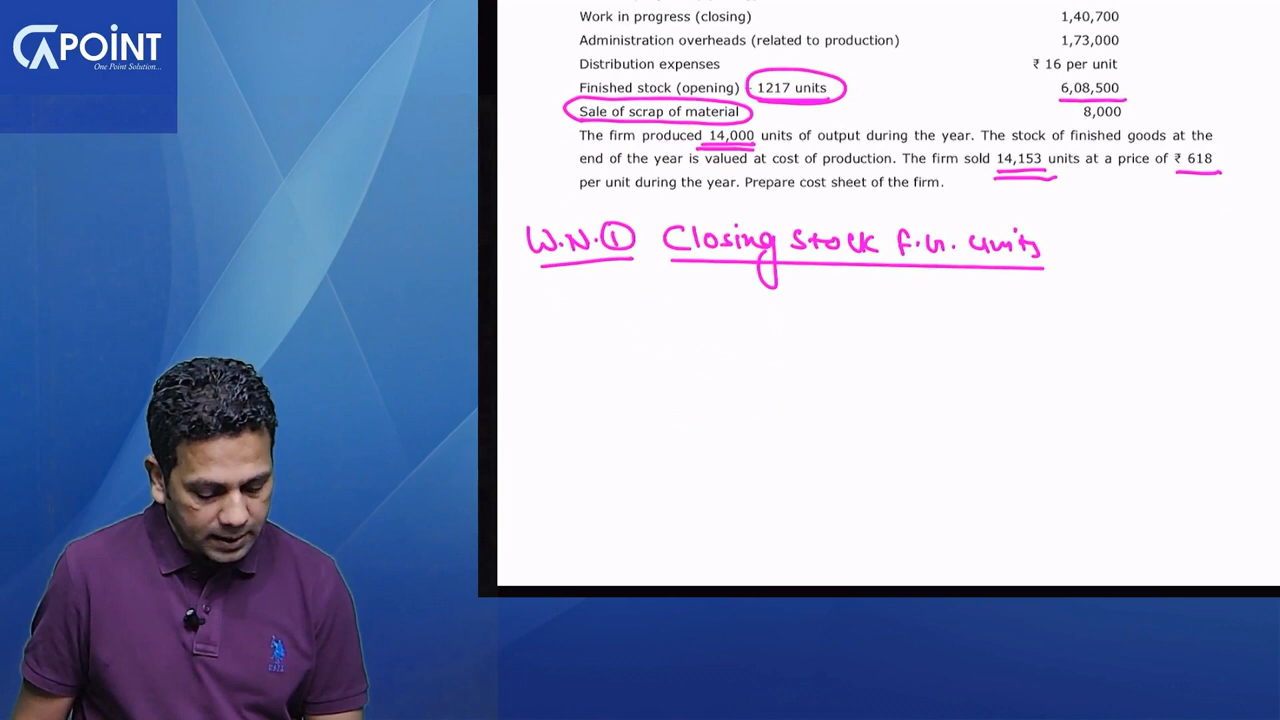 CAPOINT
One Point Solution...
Work in progress (closing) 1,40,700
Administration overheads (related to production) 1,73,000
Distribution expenses ₹ 16 per unit
Finished stock (opening) - 1217 units 6,08,500
Sale of scrap of material 8,000
The firm produced 14,000 units of output during the year. The stock of finished goods at the
end of the year is valued at cost of production. The firm sold 14,153 units at a price of ₹ 618
per unit during the year. Prepare cost sheet of the firm.
W.N.① Closing Stock F.G. units